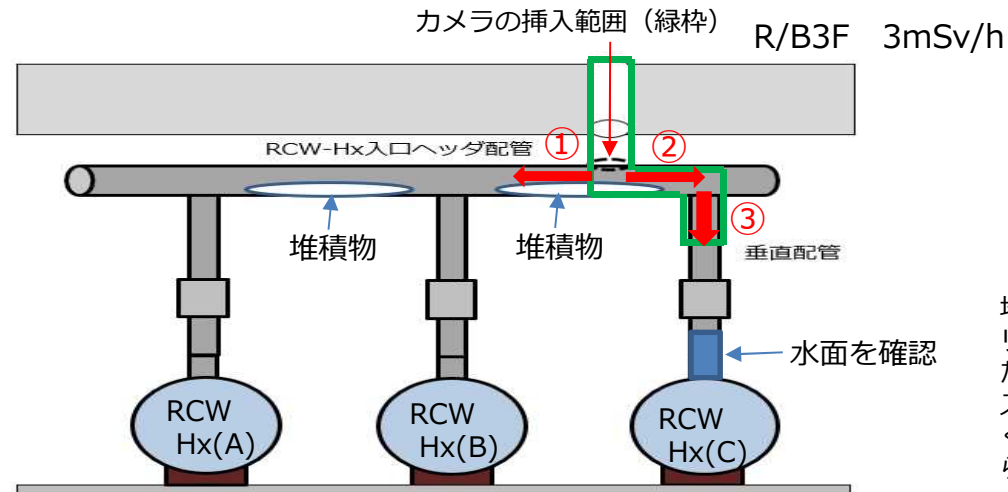 カメラの挿入範囲（緑枠）
R/B3F 3mSv/h
RCW-Hx入口ヘッダ配管
①
②
③
堆積物
堆積物
垂直配管
水面を確認
RCW
Hx(A)
RCW
Hx(B)
RCW
Hx(C)